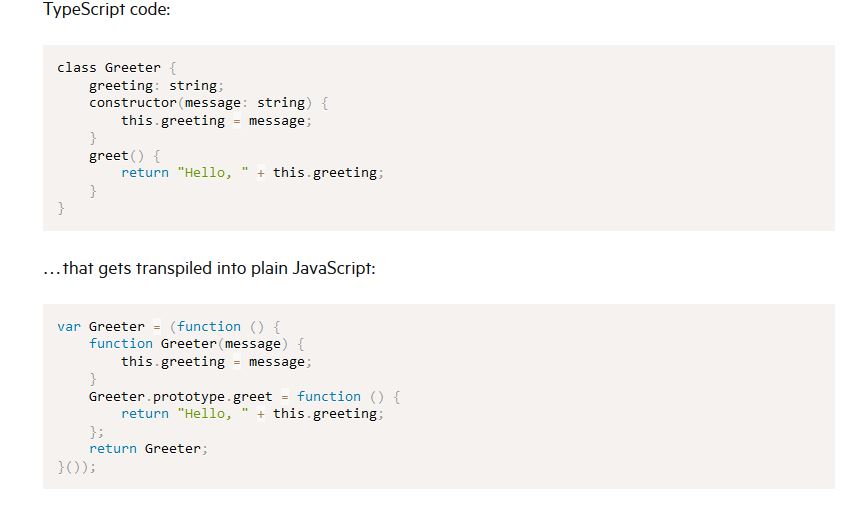 TypeScript code:
class Greeter {
    greeting: string;
    constructor(message: string) {
        this.greeting = message;
    }
    greet() {
        return "Hello, " + this.greeting;
    }
}
...that gets transpiled into plain JavaScript:
var Greeter = (function () {
    function Greeter(message) {
        this.greeting = message;
    }
    Greeter.prototype.greet = function () {
        return "Hello, " + this.greeting;
    };
    return Greeter;
}());